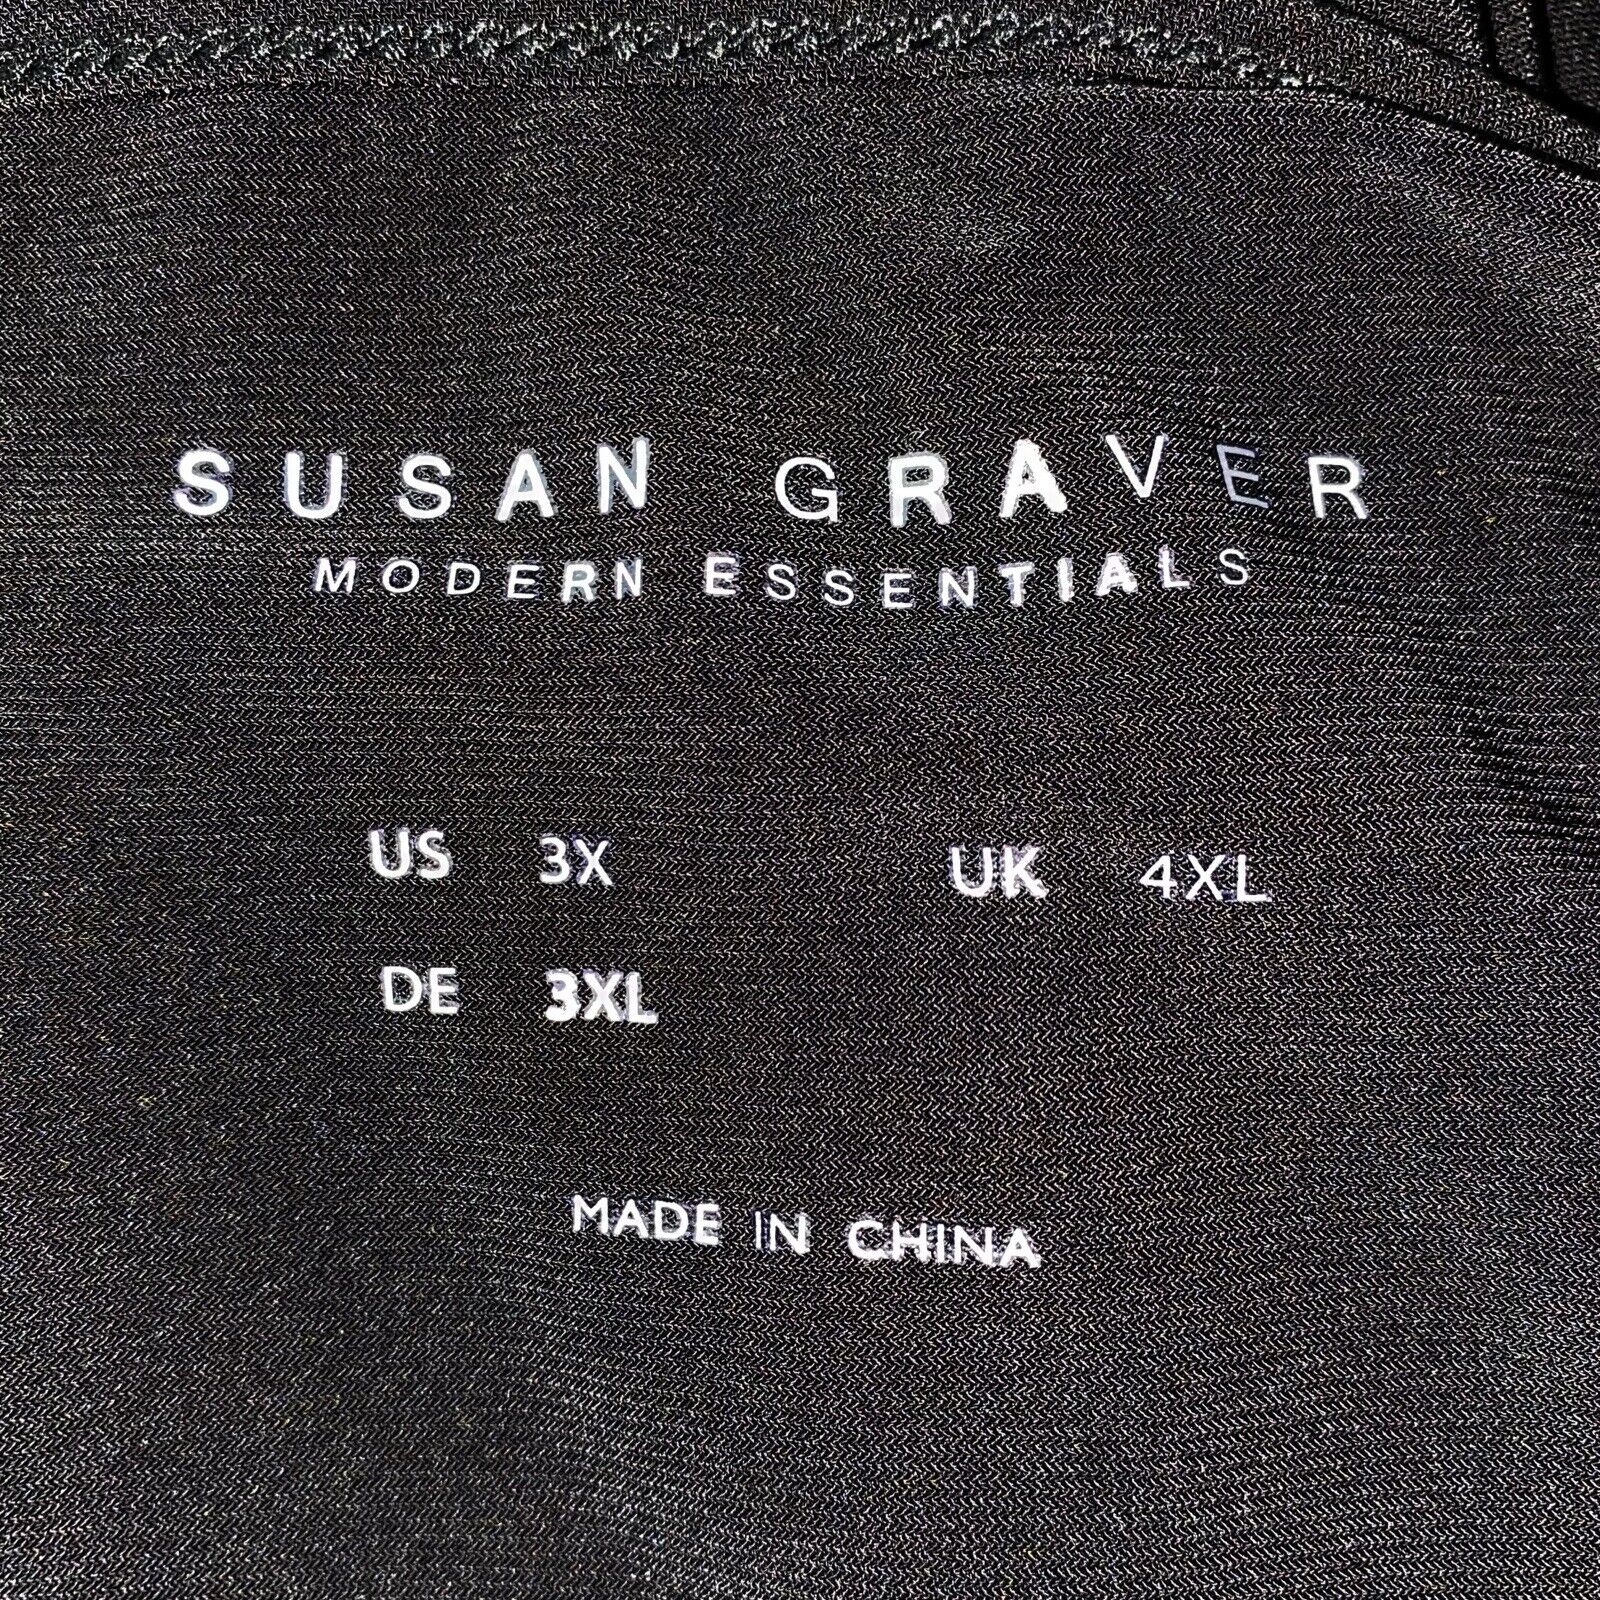 SUSAN GRAVER
MODERN ESSENTIALS
US 3X UK 4XL
DE 3XL
MADE IN CHINA